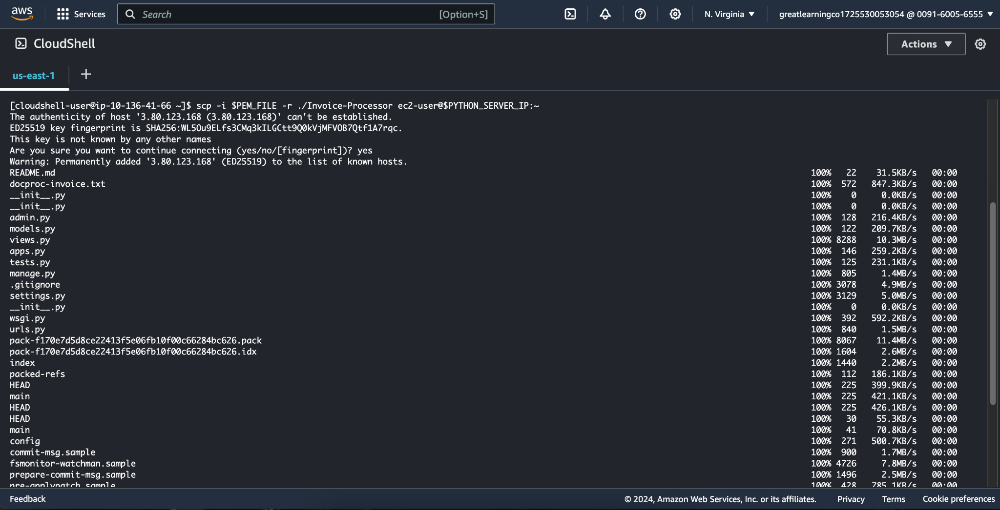 aws
Services
Search
[Option+S]
N. Virginia
greatlearningco1725530053054 @ 0091-6005-6555
CloudShell
Actions
us-east-1
[cloudshell-user@ip-10-136-41-66 ~]$ scp -i $PEM_FILE -r ./Invoice-Processor ec2-user@$PYTHON_SERVER_IP:~
The authenticity of host '3.80.123.168 (3.80.123.168)' can't be established.
ED25519 key fingerprint is SHA256:WL5Ou9ELfs3CMq3kILGCtt9Q0kVjMFVOB7Qtf1A7rqc.
This key is not known by any other names
Are you sure you want to continue connecting (yes/no/[fingerprint])? yes
Warning: Permanently added '3.80.123.168' (ED25519) to the list of known hosts.
README.md 100% 22 31.5KB/s 00:00
docproc-invoice.txt 100% 572 847.3KB/s 00:00
__init__.py 100% 0 0.0KB/s 00:00
__init__.py 100% 0 0.0KB/s 00:00
admin.py 100% 128 216.4KB/s 00:00
models.py 100% 122 209.7KB/s 00:00
views.py 100% 8288 10.3MB/s 00:00
apps.py 100% 146 259.2KB/s 00:00
tests.py 100% 125 231.1KB/s 00:00
manage.py 100% 805 1.4MB/s 00:00
.gitignore 100% 3078 4.9MB/s 00:00
settings.py 100% 3129 5.0MB/s 00:00
__init__.py 100% 0 0.0KB/s 00:00
wsgi.py 100% 392 592.2KB/s 00:00
urls.py 100% 840 1.5MB/s 00:00
pack-f170e7d5d8ce22413f5e06fb10f00c66284bc626.pack 100% 8067 11.4MB/s 00:00
pack-f170e7d5d8ce22413f5e06fb10f00c66284bc626.idx 100% 1604 2.6MB/s 00:00
index 100% 1440 2.2MB/s 00:00
packed-refs 100% 112 186.1KB/s 00:00
HEAD 100% 225 399.9KB/s 00:00
main 100% 225 421.1KB/s 00:00
HEAD 100% 225 426.1KB/s 00:00
HEAD 100% 30 55.3KB/s 00:00
main 100% 41 70.8KB/s 00:00
config 100% 271 500.7KB/s 00:00
commit-msg.sample 100% 900 1.7MB/s 00:00
fsmonitor-watchman.sample 100% 4726 7.8MB/s 00:00
prepare-commit-msg.sample 100% 1496 2.5MB/s 00:00
pre-applypatch.sample 100% 428 785.1KB/s 00:00
Feedback
© 2024, Amazon Web Services, Inc. or its affiliates.
Privacy
Terms
Cookie preferences